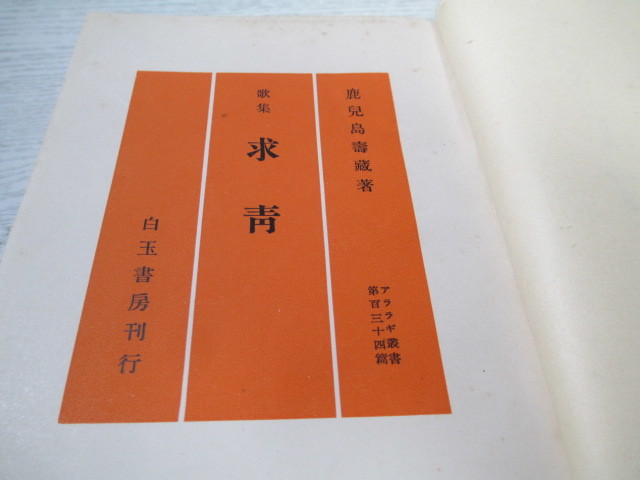 鹿兒島壽藏著
アララギ叢書
第百三十四篇
歌集
求靑
白玉書房刊行